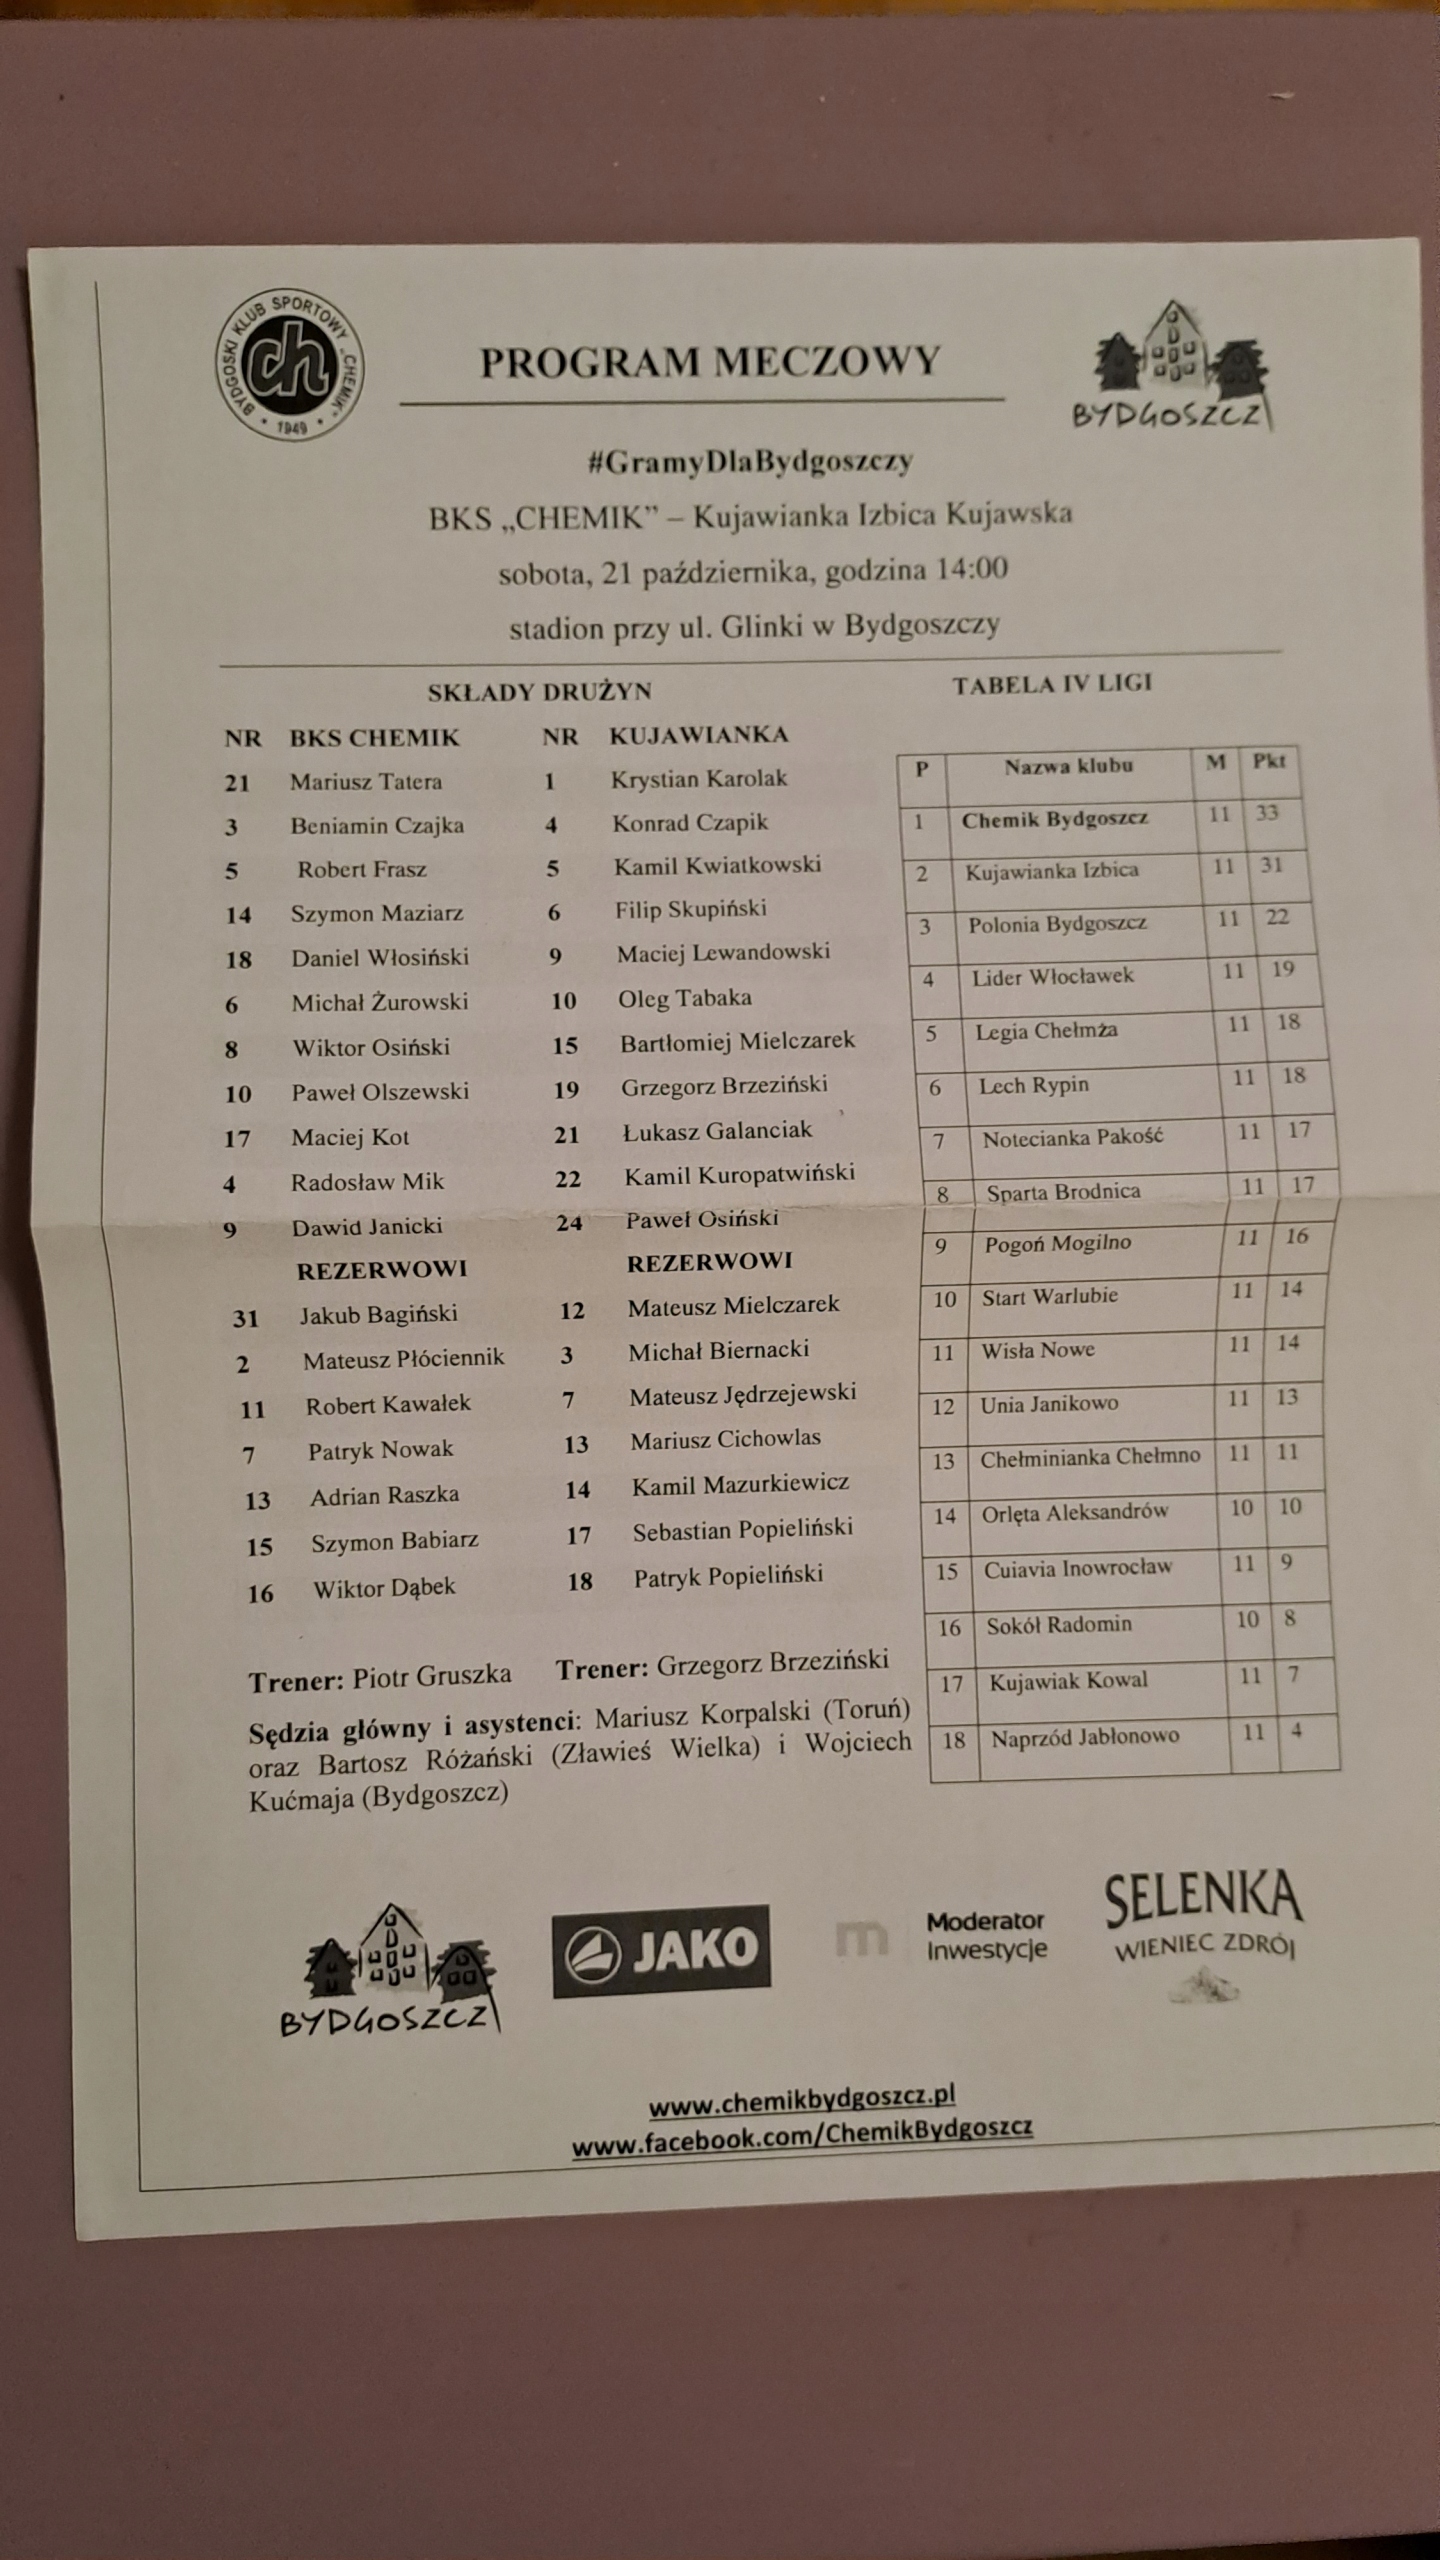 BYDGOSKI KLUB SPORTOWY „CHEMIK”
ch
1949
PROGRAM MECZOWY
BYDGOSZCZ
#GramyDlaBydgoszczy
BKS „CHEMIK” – Kujawianka Izbica Kujawska
sobota, 21 października, godzina 14:00
stadion przy ul. Glinki w Bydgoszczy
SKŁADY DRUŻYN
NR BKS CHEMIK NR KUJAWIANKA
21 Mariusz Tatera 1 Krystian Karolak
3 Beniamin Czajka 4 Konrad Czapik
5 Robert Frasz 5 Kamil Kwiatkowski
14 Szymon Maziarz 6 Filip Skupiński
18 Daniel Włosiński 9 Maciej Lewandowski
6 Michał Żurowski 10 Oleg Tabaka
8 Wiktor Osiński 15 Bartłomiej Mielczarek
10 Paweł Olszewski 19 Grzegorz Brzeziński
17 Maciej Kot 21 Łukasz Galanciak
4 Radosław Mik 22 Kamil Kuropatwiński
9 Dawid Janicki 24 Paweł Osiński
REZERWOWI REZERWOWI
31 Jakub Bagiński 12 Mateusz Mielczarek
2 Mateusz Płóciennik 3 Michał Biernacki
11 Robert Kawałek 7 Mateusz Jędrzejewski
7 Patryk Nowak 13 Mariusz Cichowlas
13 Adrian Raszka 14 Kamil Mazurkiewicz
15 Szymon Babiarz 17 Sebastian Popieliński
16 Wiktor Dąbek 18 Patryk Popieliński
Trener: Piotr Gruszka Trener: Grzegorz Brzeziński
Sędzia główny i asystenci: Mariusz Korpalski (Toruń)
oraz Bartosz Różański (Zławieś Wielka) i Wojciech
Kućmaja (Bydgoszcz)
TABELA IV LIGI
P Nazwa klubu M Pkt
1 Chemik Bydgoszcz 11 33
2 Kujawianka Izbica 11 31
3 Polonia Bydgoszcz 11 22
4 Lider Włocławek 11 19
5 Legia Chełmża 11 18
6 Lech Rypin 11 18
7 Notecianka Pakość 11 17
8 Sparta Brodnica 11 17
9 Pogoń Mogilno 11 16
10 Start Warlubie 11 14
11 Wisła Nowe 11 14
12 Unia Janikowo 11 13
13 Chełminianka Chełmno 11 11
14 Orlęta Aleksandrów 10 10
15 Cuiavia Inowrocław 11 9
16 Sokół Radomin 10 8
17 Kujawiak Kowal 11 7
18 Naprzód Jabłonowo 11 4
BYDGOSZCZ
JAKO
m Moderator
Inwestycje
SELENKA
WIENIEC ZDRÓJ
www.chemikbydgoszcz.pl
www.facebook.com/ChemikBydgoszcz